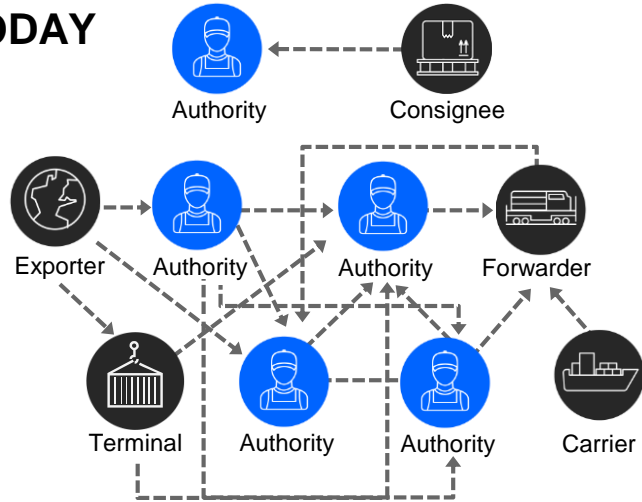 ODAY
Authority Consignee
Exporter Authority Authority Forwarder
Terminal Authority Authority Carrier